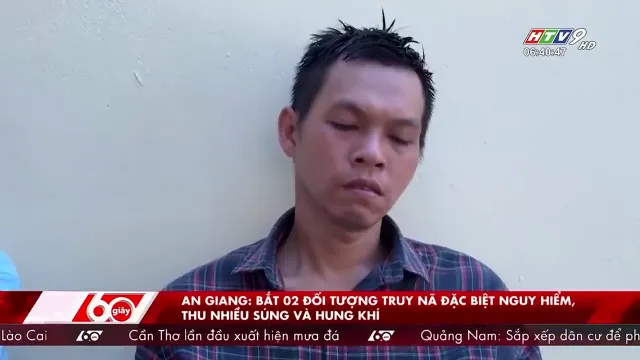 HTV9 HD
06:40:47
60 giây
AN GIANG: BẮT 02 ĐỐI TƯỢNG TRUY NÃ ĐẶC BIỆT NGUY HIỂM,
THU NHIỀU SÚNG VÀ HUNG KHÍ
Lào Cai 60 Cần Thơ lần đầu xuất hiện mưa đá 60 Quảng Nam: Sắp xếp dân cư để